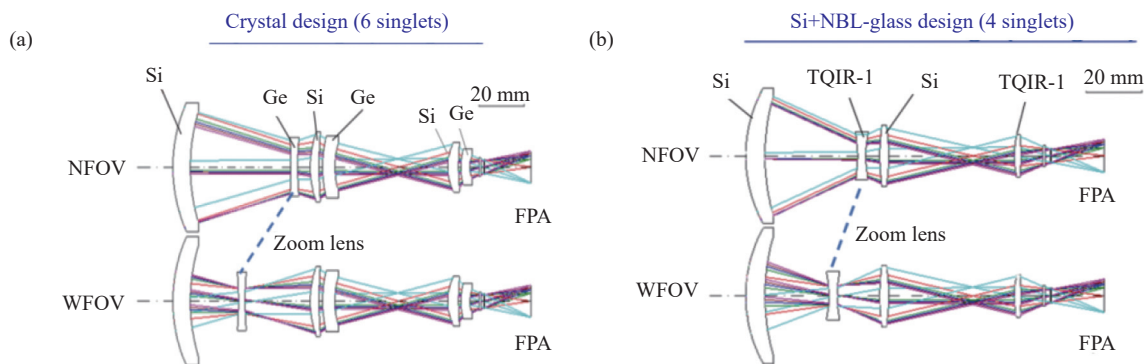 Crystal design (6 singlets)
(a)
Si
Ge
Si
Ge
Si
Ge
20 mm
NFOV
FPA
Zoom lens
WFOV
FPA
Si+NBL-glass design (4 singlets)
(b)
Si
TQIR-1
Si
TQIR-1
20 mm
NFOV
FPA
Zoom lens
WFOV
FPA